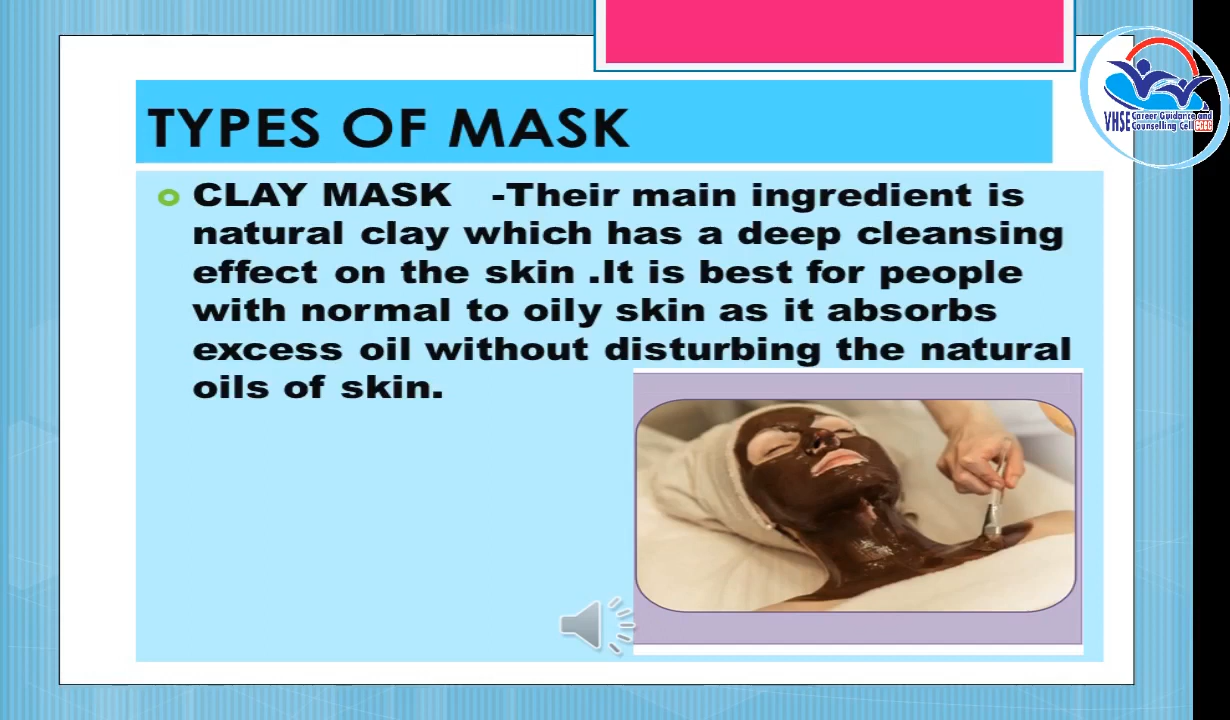 TYPES OF MASK
CLAY MASK -Their main ingredient is
natural clay which has a deep cleansing
effect on the skin .It is best for people
with normal to oily skin as it absorbs
excess oil without disturbing the natural
oils of skin.
VHSE Career Guidance and
Counselling Cell CGCC